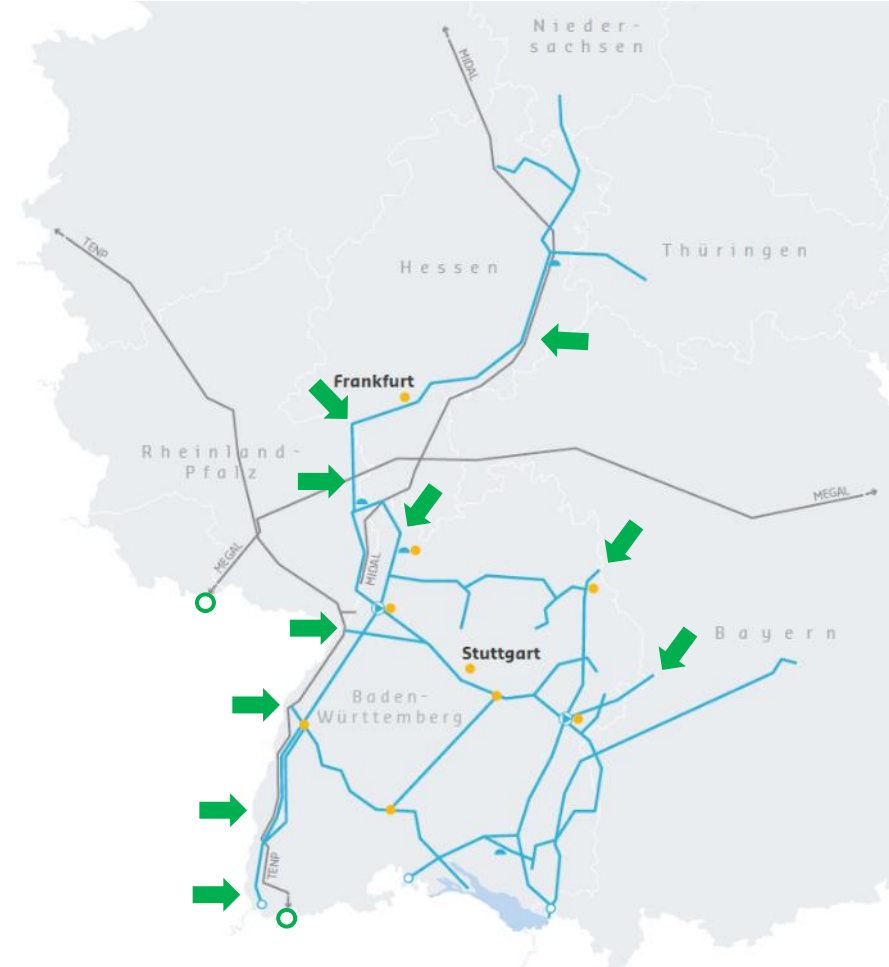 Nieder-
sachsen
MIDAL
TENP
Hessen
Thüringen
Frankfurt
Rheinland-
Pfalz
MEGAL
MEGAL
MIDAL
Bayern
Stuttgart
Baden-
Württemberg
TENP